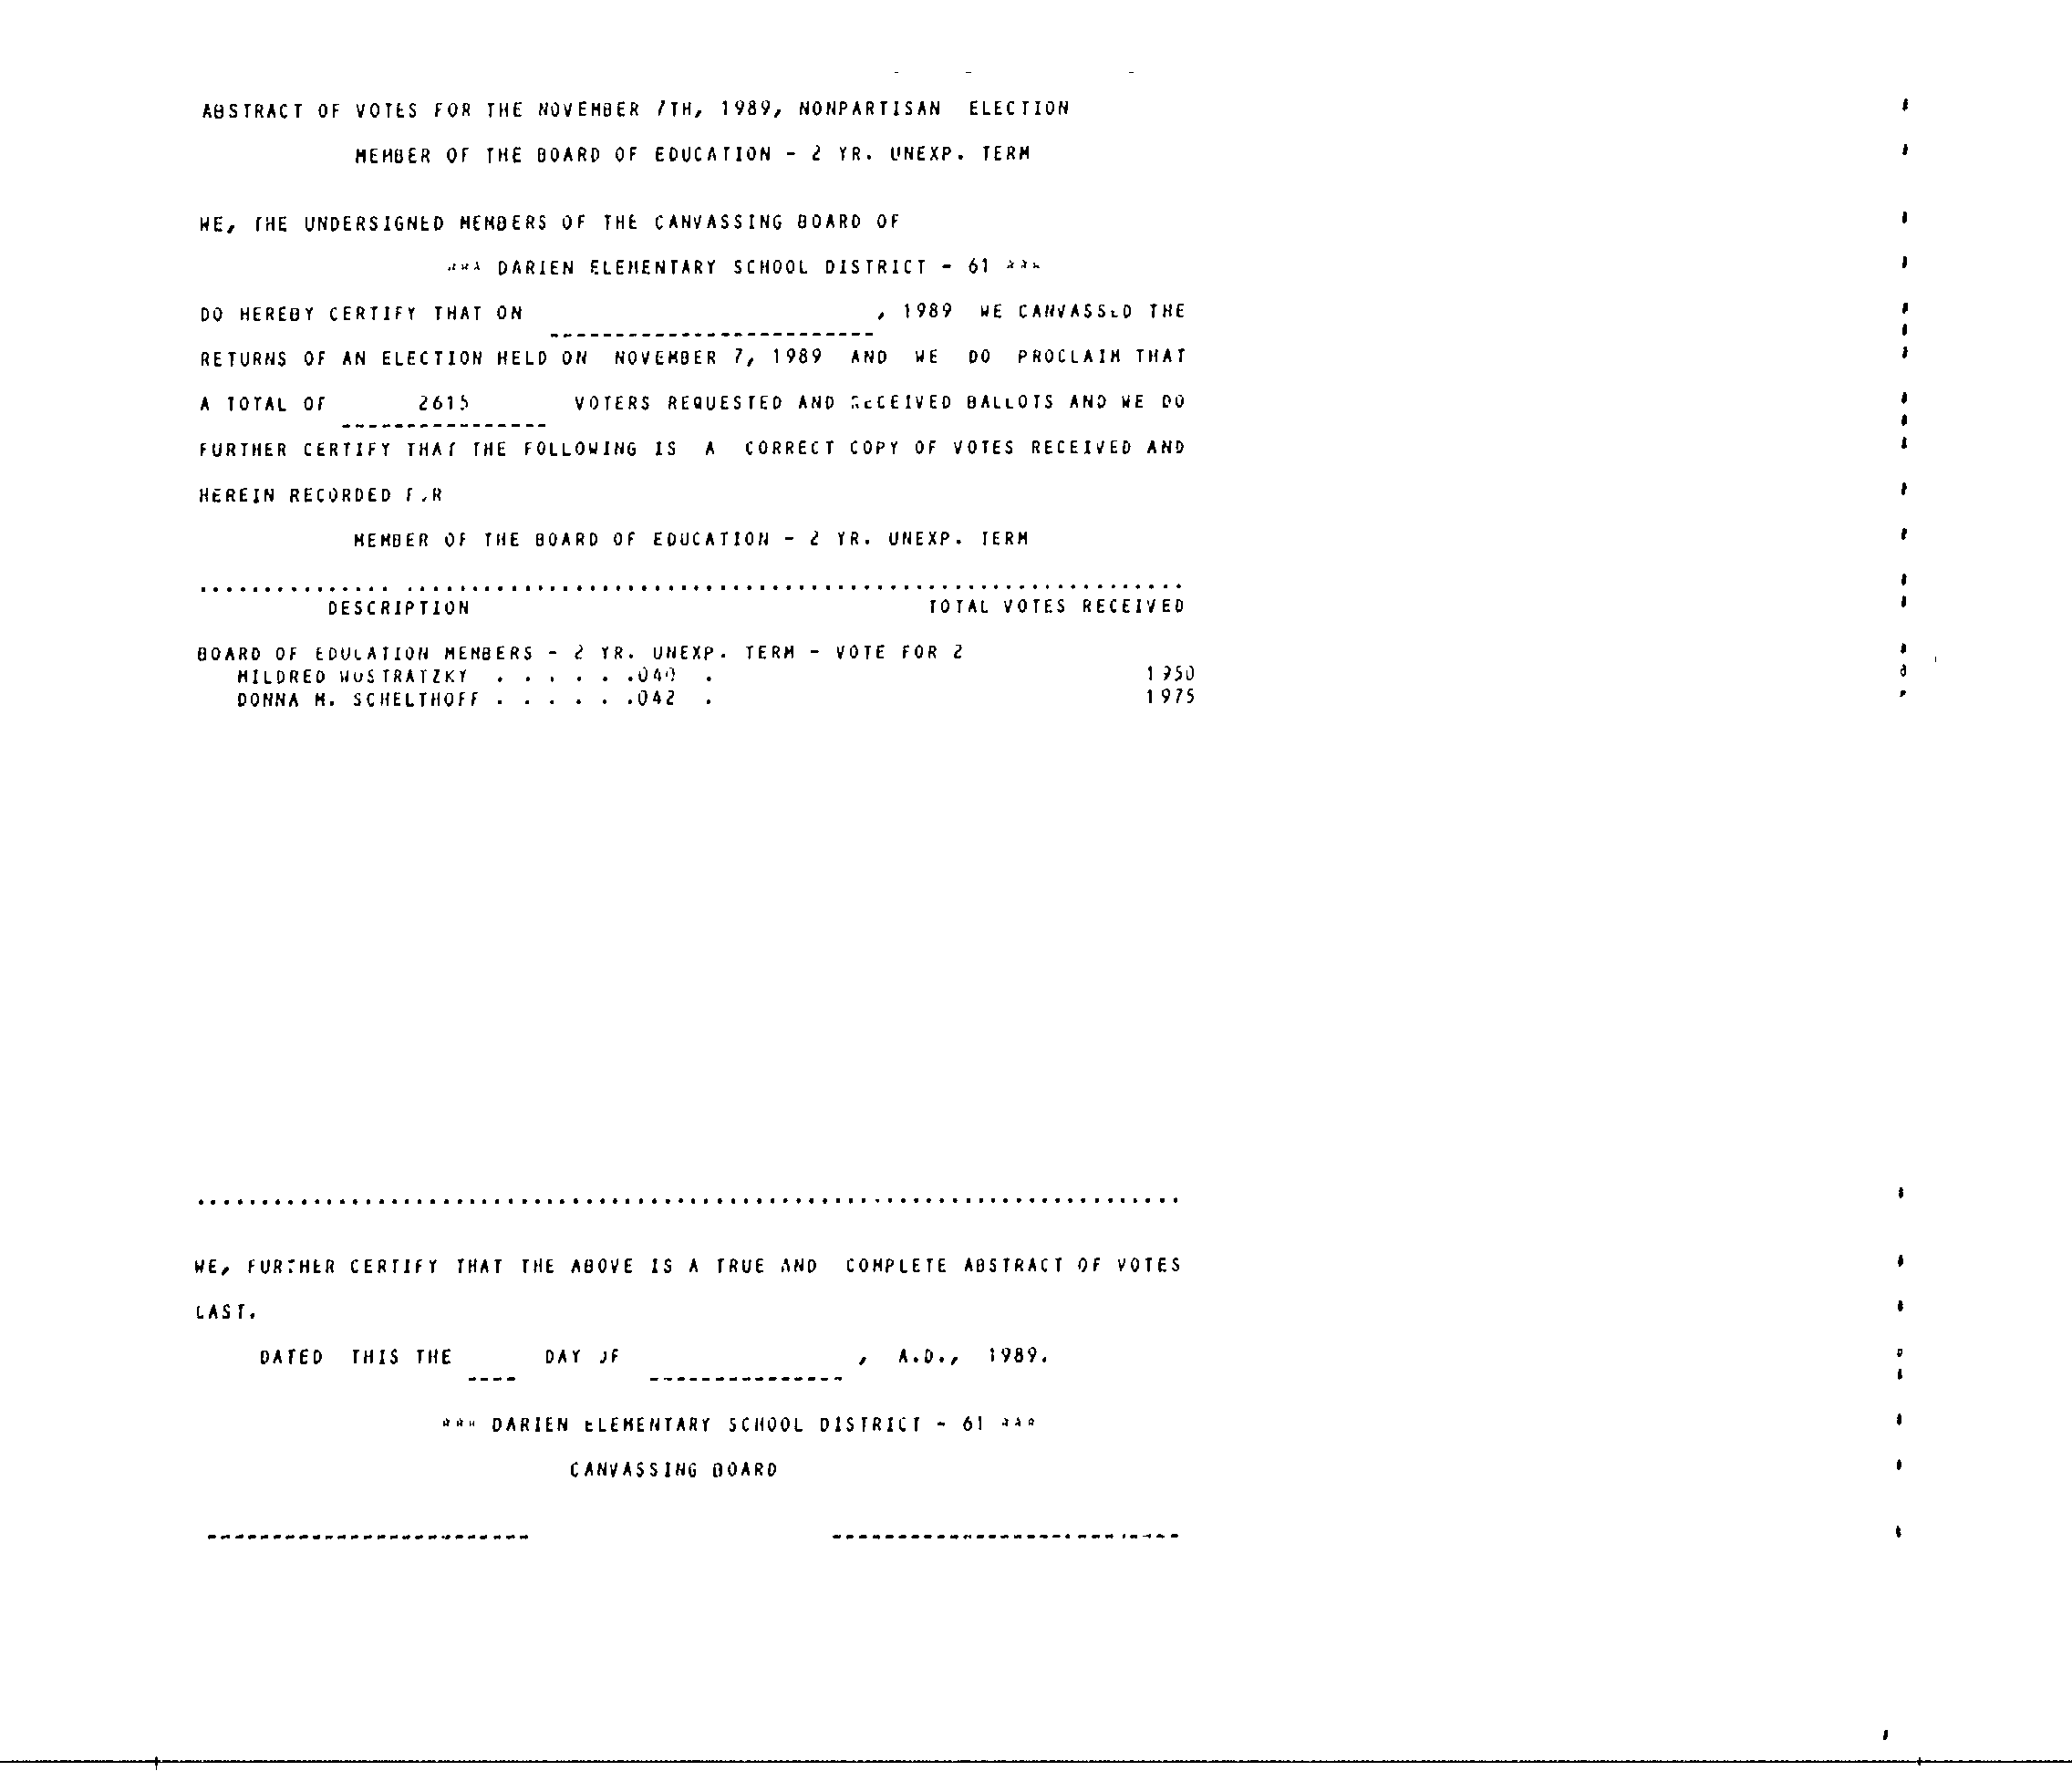 ABSTRACT OF VOTES FOR THE NOVEMBER 7TH, 1989, NONPARTISAN ELECTION
MEMBER OF THE BOARD OF EDUCATION - 2 YR. UNEXP. TERM
WE, THE UNDERSIGNED MEMBERS OF THE CANVASSING BOARD OF
*** DARIEN ELEMENTARY SCHOOL DISTRICT - 61 ***
DO HEREBY CERTIFY THAT ON , 1989 WE CANVASSED THE
RETURNS OF AN ELECTION HELD ON NOVEMBER 7, 1989 AND WE DO PROCLAIM THAT
A TOTAL OF 2615 VOTERS REQUESTED AND RECEIVED BALLOTS AND WE DO
FURTHER CERTIFY THAT THE FOLLOWING IS A CORRECT COPY OF VOTES RECEIVED AND
HEREIN RECORDED FOR
MEMBER OF THE BOARD OF EDUCATION - 2 YR. UNEXP. TERM
DESCRIPTION TOTAL VOTES RECEIVED
BOARD OF EDUCATION MEMBERS - 2 YR. UNEXP. TERM - VOTE FOR 2
MILDRED WOSTRATZKY . . . . . .040 . 1950
DONNA M. SCHELTHOFF . . . . . .042 . 1975
WE, FURTHER CERTIFY THAT THE ABOVE IS A TRUE AND COMPLETE ABSTRACT OF VOTES
CAST.
DATED THIS THE DAY OF , A.D., 1989.
*** DARIEN ELEMENTARY SCHOOL DISTRICT - 61 ***
CANVASSING BOARD